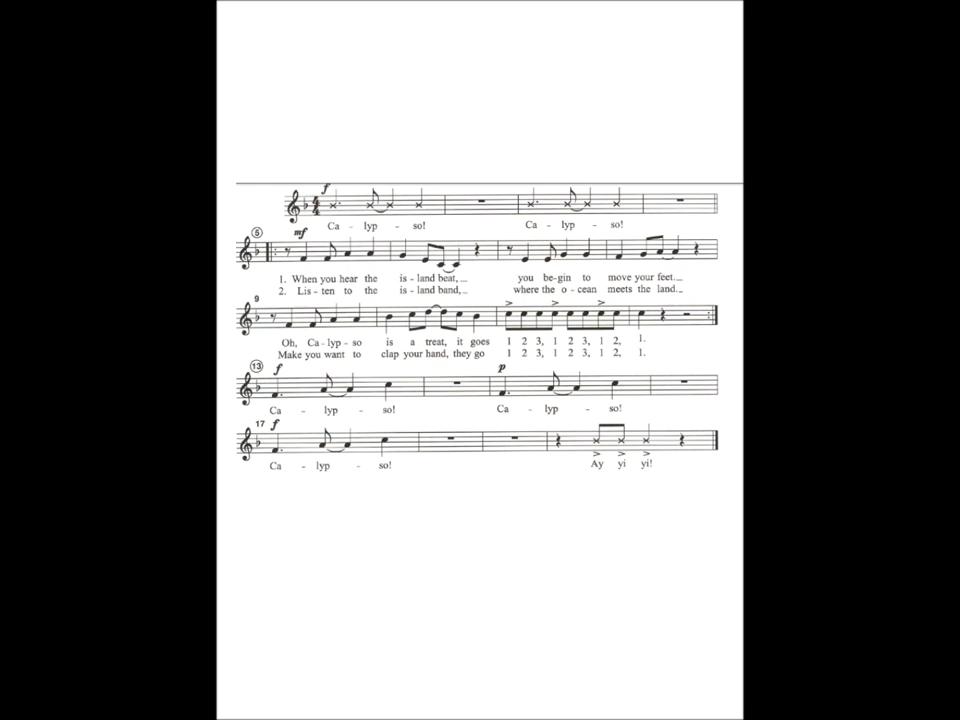 f
4 4
Ca - lyp - so! Ca - lyp - so!
5 mf
1. When you hear the is - land beat, _ you be-gin to move your feet. _
2. Lis - ten to the is - land band, _ where the o - cean meets the land. _
9
Oh, Ca - lyp - so is a treat, it goes 1 2 3, 1 2 3, 1 2, 1.
Make you want to clap your hand, they go 1 2 3, 1 2 3, 1 2, 1.
13 f p
Ca - lyp - so! Ca - lyp - so!
17 f
Ca - lyp - so! Ay yi yi!